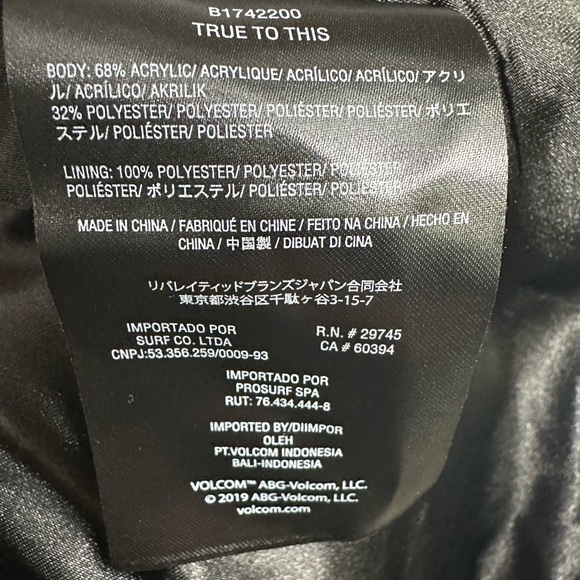 B1742200
TRUE TO THIS
BODY: 68% ACRYLIC/ ACRYLIQUE/ ACRÍLICO/ ACRÍLICO/ アクリ
ル/ ACRÍLICO/ AKRILIK
32% POLYESTER/ POLYESTER/ POLIÉSTER/ POLIÉSTER/ ポリエ
ステル/ POLIÉSTER/ POLIESTER
LINING: 100% POLYESTER/ POLYESTER/ POLIÉSTER/
POLIÉSTER/ ポリエステル/ POLIÉSTER/ POLIESTER
MADE IN CHINA / FABRIQUÉ EN CHINE / FEITO NA CHINA / HECHO EN
CHINA / 中国製 / DIBUAT DI CINA
リバレイティッドブランズジャパン合同会社
東京都渋谷区千駄ヶ谷3-15-7
IMPORTADO POR
SURF CO. LTDA
CNPJ:53.356.259/0009-93
R.N. # 29745
CA # 60394
IMPORTADO POR
PROSURF SPA
RUT: 76.434.444-8
IMPORTED BY/DIIMPOR
OLEH
PT.VOLCOM INDONESIA
BALI-INDONESIA
VOLCOM™ ABG-Volcom, LLC.
© 2019 ABG-Volcom, LLC.
volcom.com